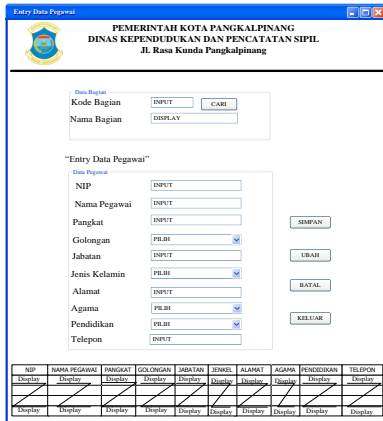 Entry Data Pegawai
PEMERINTAH KOTA PANGKALPINANG
DINAS KEPENDUDUKAN DAN PENCATATAN SIPIL
Jl. Rasa Kunda Pangkalpinang
Data Bagian
Kode Bagian INPUT CARI
Nama Bagian DISPLAY
“Entry Data Pegawai”
Data Pegawai
NIP INPUT
Nama Pegawai INPUT
Pangkat INPUT SIMPAN
Golongan PILIH
Jabatan INPUT UBAH
Jenis Kelamin PILIH
Alamat INPUT BATAL
Agama PILIH
Pendidikan PILIH KELUAR
Telepon INPUT
NIP NAMA PEGAWAI PANGKAT GOLONGAN JABATAN JENKEL ALAMAT AGAMA PENDIDIKAN TELEPON
Display Display Display Display Display Display Display Display Display Display
Display Display Display Display Display Display Display Display Display Display